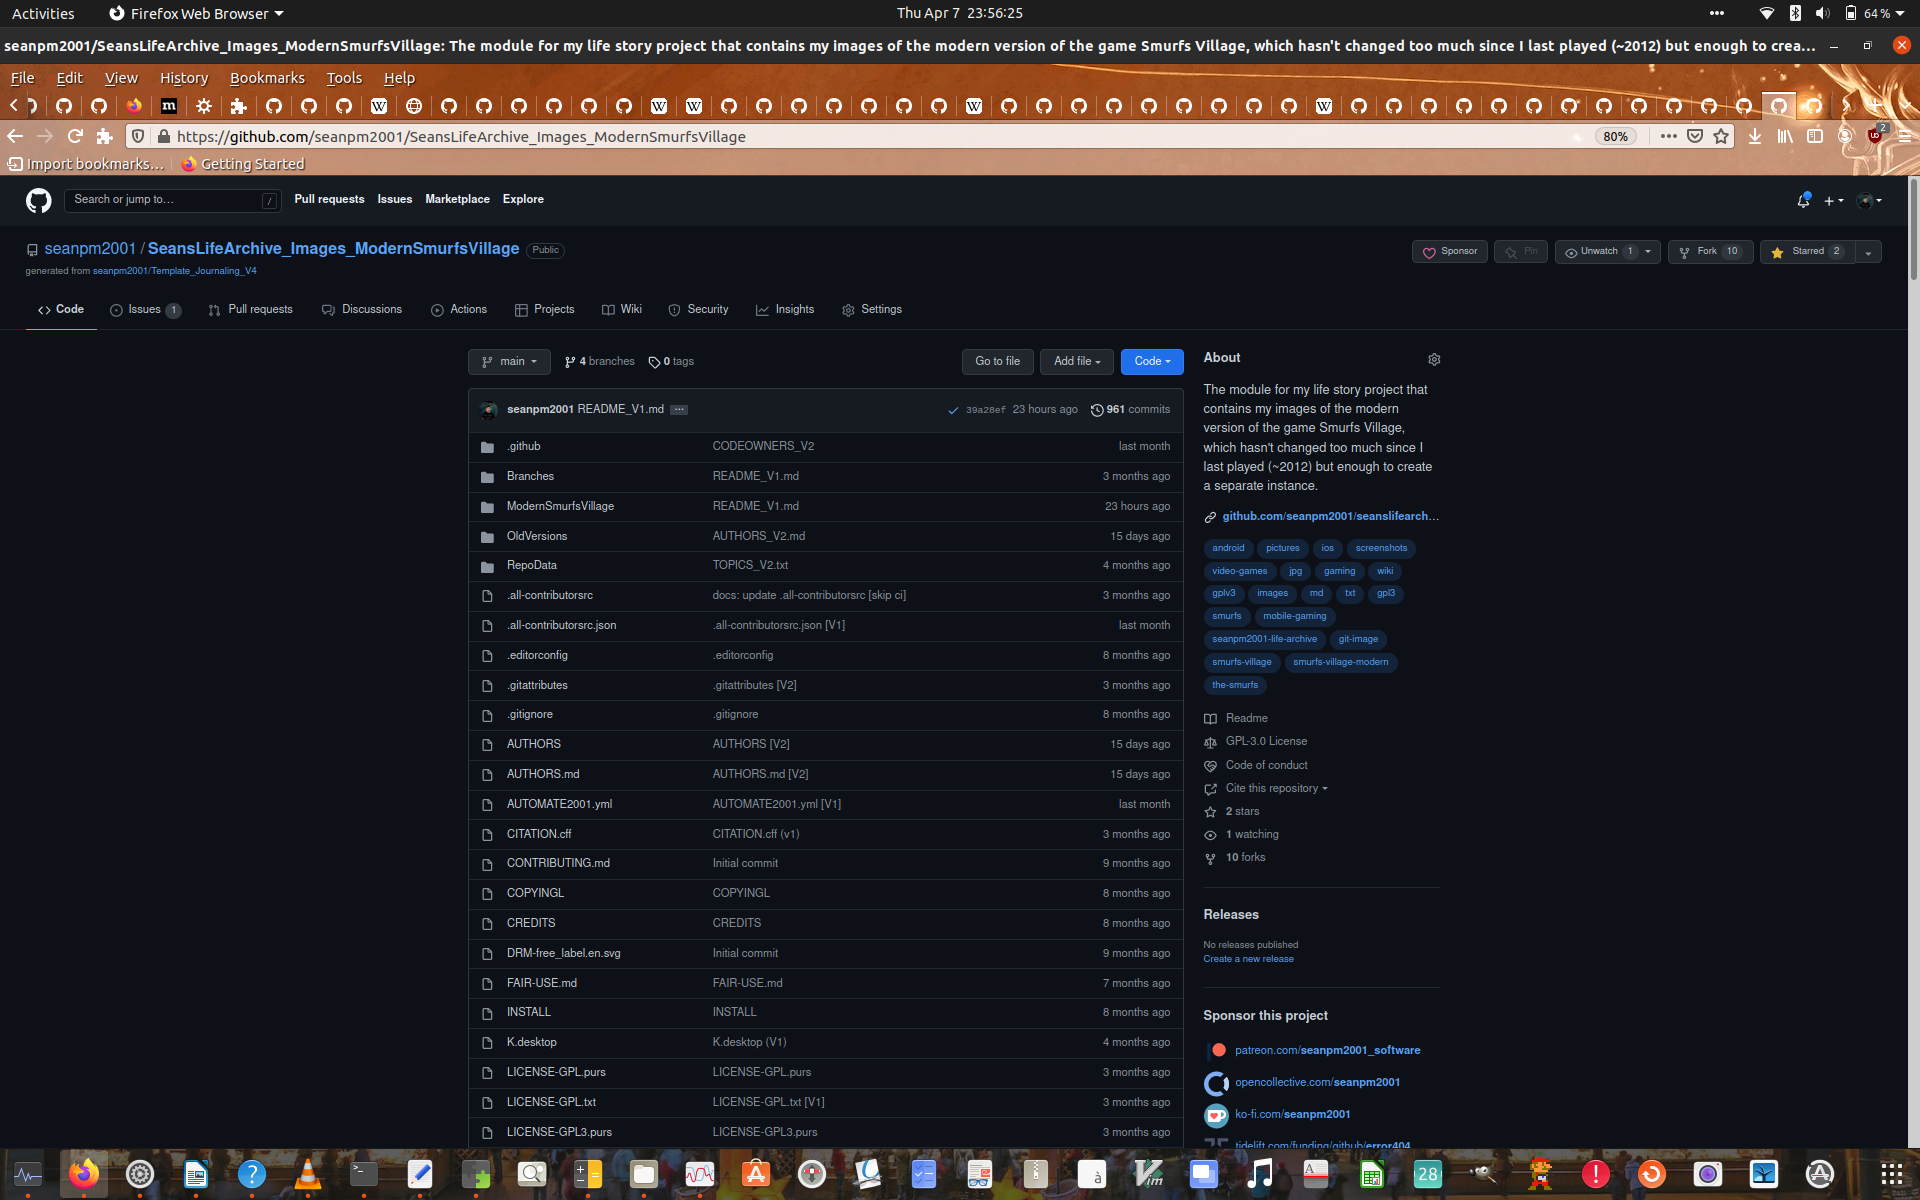 Activities Firefox Web Browser Thu Apr 7 23:56:25 64 %
seanpm2001/SeansLifeArchive_Images_ModernSmurfsVillage: The module for my life story project that contains my images of the modern version of the game Smurfs Village, which hasn't changed too much since I last played (~2012) but enough to crea...
File Edit View History Bookmarks Tools Help
https://github.com/seanpm2001/SeansLifeArchive_Images_ModernSmurfsVillage 80% 2
Import bookmarks... Getting Started
Search or jump to... / Pull requests Issues Marketplace Explore
seanpm2001 / SeansLifeArchive_Images_ModernSmurfsVillage Public
Sponsor Pin Unwatch 1 Fork 10 Starred 2
generated from seanpm2001/Template_Journaling_V4
Code Issues 1 Pull requests Discussions Actions Projects Wiki Security Insights Settings
main 4 branches 0 tags Go to file Add file Code
seanpm2001 README_V1.md ... 39a28ef 23 hours ago 961 commits
.github CODEOWNERS_V2 last month
Branches README_V1.md 3 months ago
ModernSmurfsVillage README_V1.md 23 hours ago
OldVersions AUTHORS_V2.md 15 days ago
RepoData TOPICS_V2.txt 4 months ago
.all-contributorsrc docs: update .all-contributorsrc [skip ci] 3 months ago
.all-contributorsrc.json .all-contributorsrc.json [V1] last month
.editorconfig .editorconfig 8 months ago
.gitattributes .gitattributes [V2] 3 months ago
.gitignore .gitignore 8 months ago
AUTHORS AUTHORS [V2] 15 days ago
AUTHORS.md AUTHORS.md [V2] 15 days ago
AUTOMATE2001.yml AUTOMATE2001.yml [V1] last month
CITATION.cff CITATION.cff (v1) 3 months ago
CONTRIBUTING.md Initial commit 9 months ago
COPYINGL COPYINGL 8 months ago
CREDITS CREDITS 8 months ago
DRM-free_label.en.svg Initial commit 9 months ago
FAIR-USE.md FAIR-USE.md 7 months ago
INSTALL INSTALL 8 months ago
K.desktop K.desktop (V1) 4 months ago
LICENSE-GPL.purs LICENSE-GPL.purs 3 months ago
LICENSE-GPL.txt LICENSE-GPL.txt [V1] 3 months ago
LICENSE-GPL3.purs LICENSE-GPL3.purs 3 months ago
About
The module for my life story project that
contains my images of the modern
version of the game Smurfs Village,
which hasn't changed too much since I
last played (~2012) but enough to create
a separate instance.
github.com/seanpm2001/seanslifearch...
android pictures ios screenshots
video-games jpg gaming wiki
gplv3 images md txt gpl3
smurfs mobile-gaming
seanpm2001-life-archive git-image
smurfs-village smurfs-village-modern
the-smurfs
Readme
GPL-3.0 License
Code of conduct
Cite this repository
2 stars
1 watching
10 forks
Releases
No releases published
Create a new release
Sponsor this project
patreon.com/seanpm2001_software
opencollective.com/seanpm2001
ko-fi.com/seanpm2001
tidelift.com/funding/github/error404
28